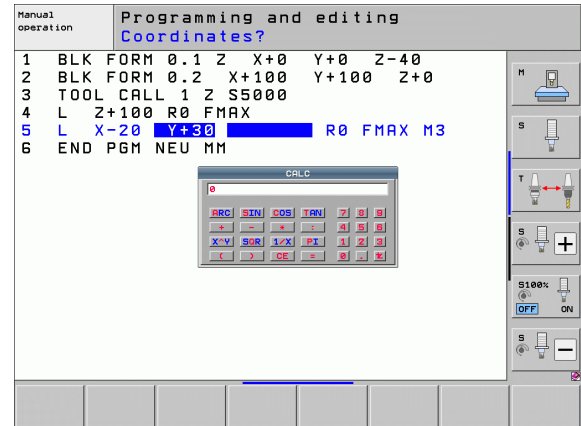 Manual operation
Programming and editing
Coordinates?
1 BLK FORM 0.1 Z X+0 Y+0 Z-40
2 BLK FORM 0.2 X+100 Y+100 Z+0
3 TOOL CALL 1 Z S5000
4 L Z+100 R0 FMAX
5 L X-20 Y+30 R0 FMAX M3
6 END PGM NEU MM
CALC
0
ARC SIN COS TAN 7 8 9
+ - * : 4 5 6
X^Y SQR 1/X PI 1 2 3
( ) CE = 0 .
M
S
T
S
S100%
OFF ON
S